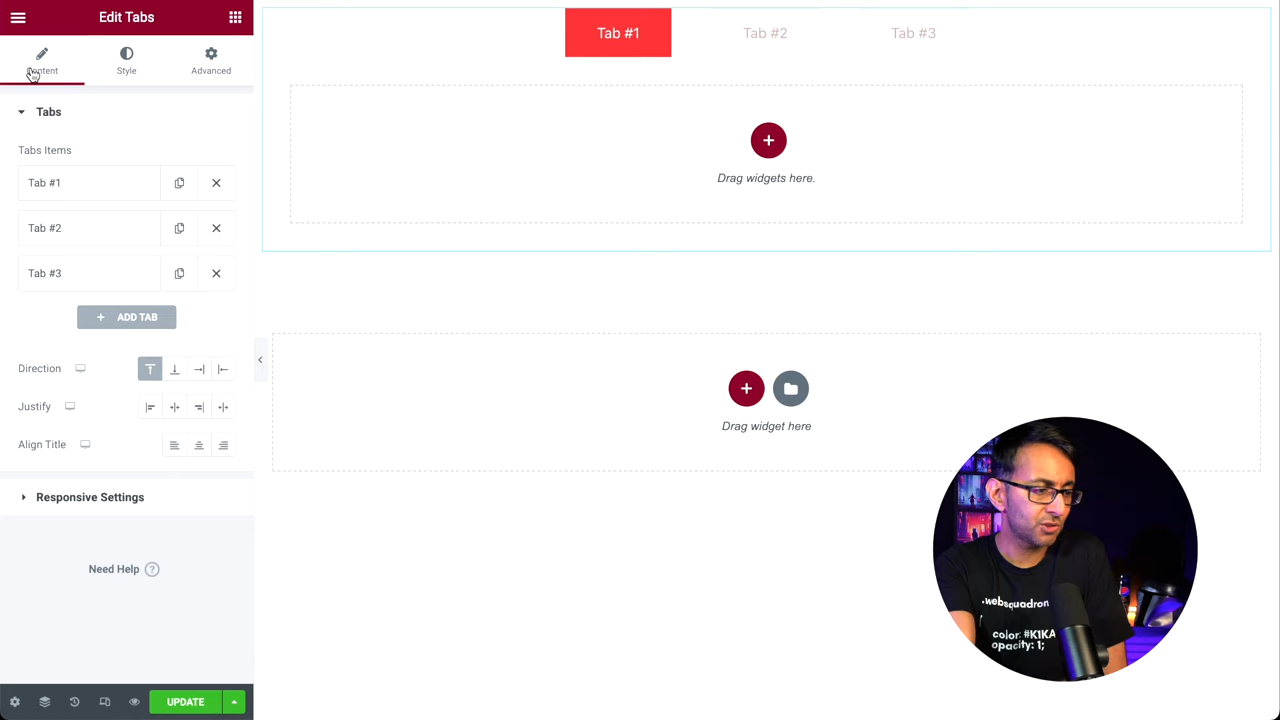 Edit Tabs
Content
Style
Advanced
Tabs
Tabs Items
Tab #1
Tab #2
Tab #3
ADD TAB
Direction
Justify
Align Title
Responsive Settings
Need Help ?
UPDATE
Tab #1 Tab #2 Tab #3
Drag widgets here.
Drag widget here
.websquadron
color: #K1KA
opacity: 1;